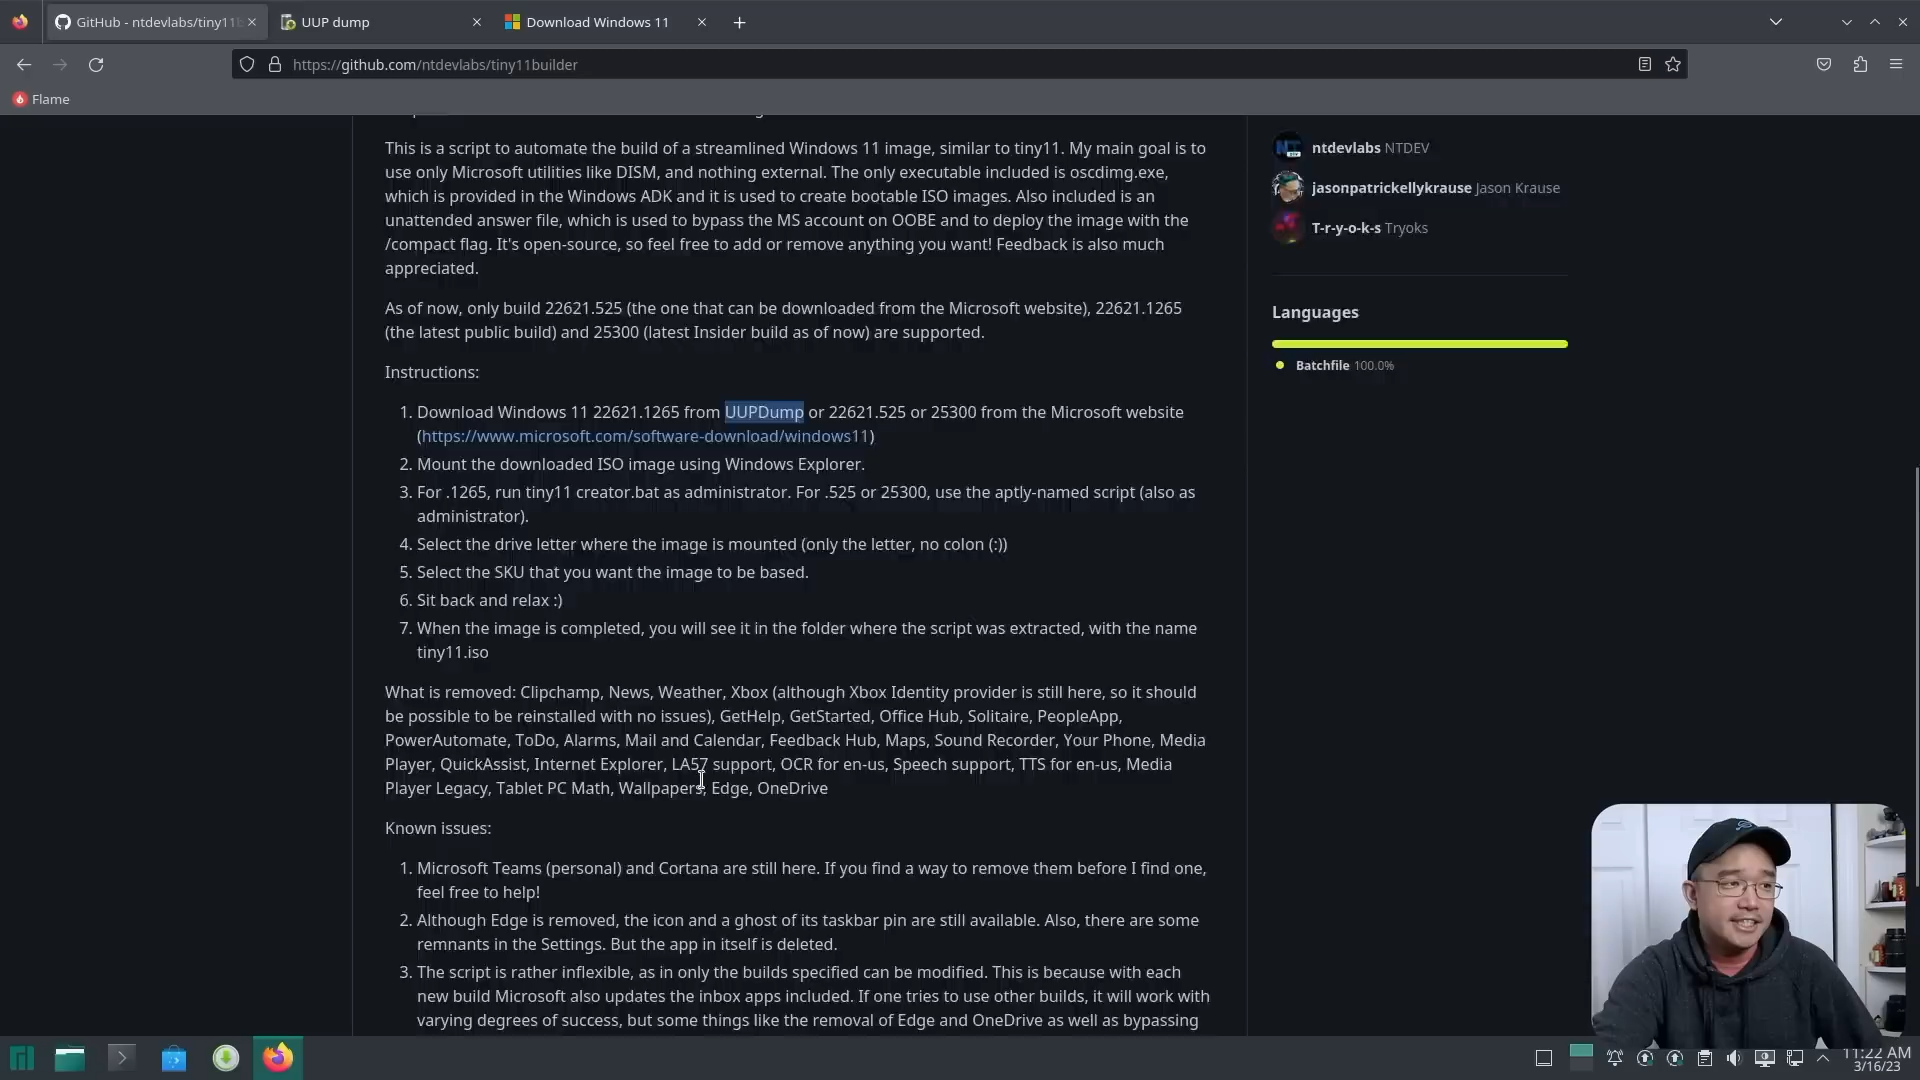 GitHub - ntdevlabs/tiny11b
UUP dump
Download Windows 11
https://github.com/ntdevlabs/tiny11builder
Flame
This is a script to automate the build of a streamlined Windows 11 image, similar to tiny11. My main goal is to
use only Microsoft utilities like DISM, and nothing external. The only executable included is oscdimg.exe,
which is provided in the Windows ADK and it is used to create bootable ISO images. Also included is an
unattended answer file, which is used to bypass the MS account on OOBE and to deploy the image with the
/compact flag. It's open-source, so feel free to add or remove anything you want! Feedback is also much
appreciated.
As of now, only build 22621.525 (the one that can be downloaded from the Microsoft website), 22621.1265
(the latest public build) and 25300 (latest Insider build as of now) are supported.
Instructions:
1. Download Windows 11 22621.1265 from UUPDump or 22621.525 or 25300 from the Microsoft website
(https://www.microsoft.com/software-download/windows11)
2. Mount the downloaded ISO image using Windows Explorer.
3. For .1265, run tiny11 creator.bat as administrator. For .525 or 25300, use the aptly-named script (also as
administrator).
4. Select the drive letter where the image is mounted (only the letter, no colon (:))
5. Select the SKU that you want the image to be based.
6. Sit back and relax :)
7. When the image is completed, you will see it in the folder where the script was extracted, with the name
tiny11.iso
What is removed: Clipchamp, News, Weather, Xbox (although Xbox Identity provider is still here, so it should
be possible to be reinstalled with no issues), GetHelp, GetStarted, Office Hub, Solitaire, PeopleApp,
PowerAutomate, ToDo, Alarms, Mail and Calendar, Feedback Hub, Maps, Sound Recorder, Your Phone, Media
Player, QuickAssist, Internet Explorer, LA57 support, OCR for en-us, Speech support, TTS for en-us, Media
Player Legacy, Tablet PC Math, Wallpapers, Edge, OneDrive
Known issues:
1. Microsoft Teams (personal) and Cortana are still here. If you find a way to remove them before I find one,
feel free to help!
2. Although Edge is removed, the icon and a ghost of its taskbar pin are still available. Also, there are some
remnants in the Settings. But the app in itself is deleted.
3. The script is rather inflexible, as in only the builds specified can be modified. This is because with each
new build Microsoft also updates the inbox apps included. If one tries to use other builds, it will work with
varying degrees of success, but some things like the removal of Edge and OneDrive as well as bypassing
ntdevlabs NTDEV
jasonpatrickellykrause Jason Krause
T-r-y-o-k-s Tryoks
Languages
Batchfile 100.0%
11:22 AM
3/16/23